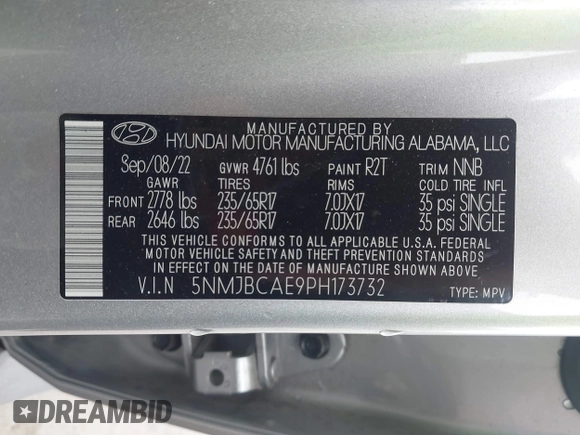 MANUFACTURED BY
HYUNDAI MOTOR MANUFACTURING ALABAMA, LLC
Sep/08/22 GVWR 4761 lbs PAINT R2T TRIM NNB
GAWR TIRES RIMS COLD TIRE INFL
FRONT 2778 lbs 235/65R17 7.0JX17 35 psi SINGLE
REAR 2646 lbs 235/65R17 7.0JX17 35 psi SINGLE
THIS VEHICLE CONFORMS TO ALL APPLICABLE U.S.A. FEDERAL
MOTOR VEHICLE SAFETY AND THEFT PREVENTION STANDARDS
IN EFFECT ON THE DATE OF MANUFACTURE SHOWN ABOVE.
V.I.N 5NMJBCAE9PH173732 TYPE: MPV
DREAMBID